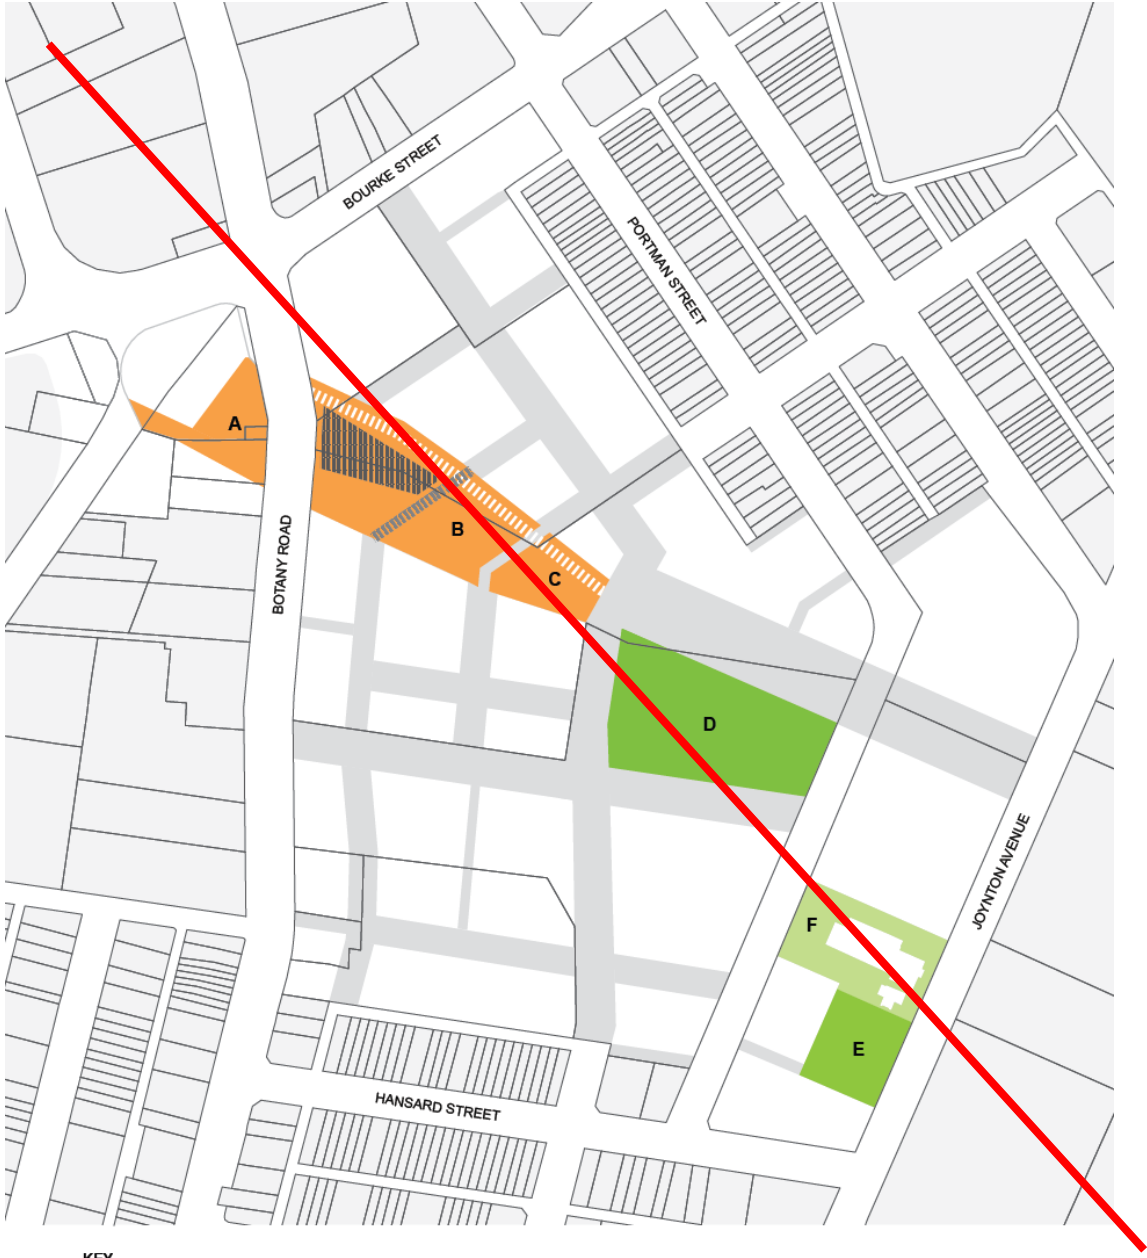 BOURKE STREET
PORTMAN STREET
A
BOTANY ROAD
B
C
D
JOYNTON AVENUE
F
E
HANSARD STREET
KEY